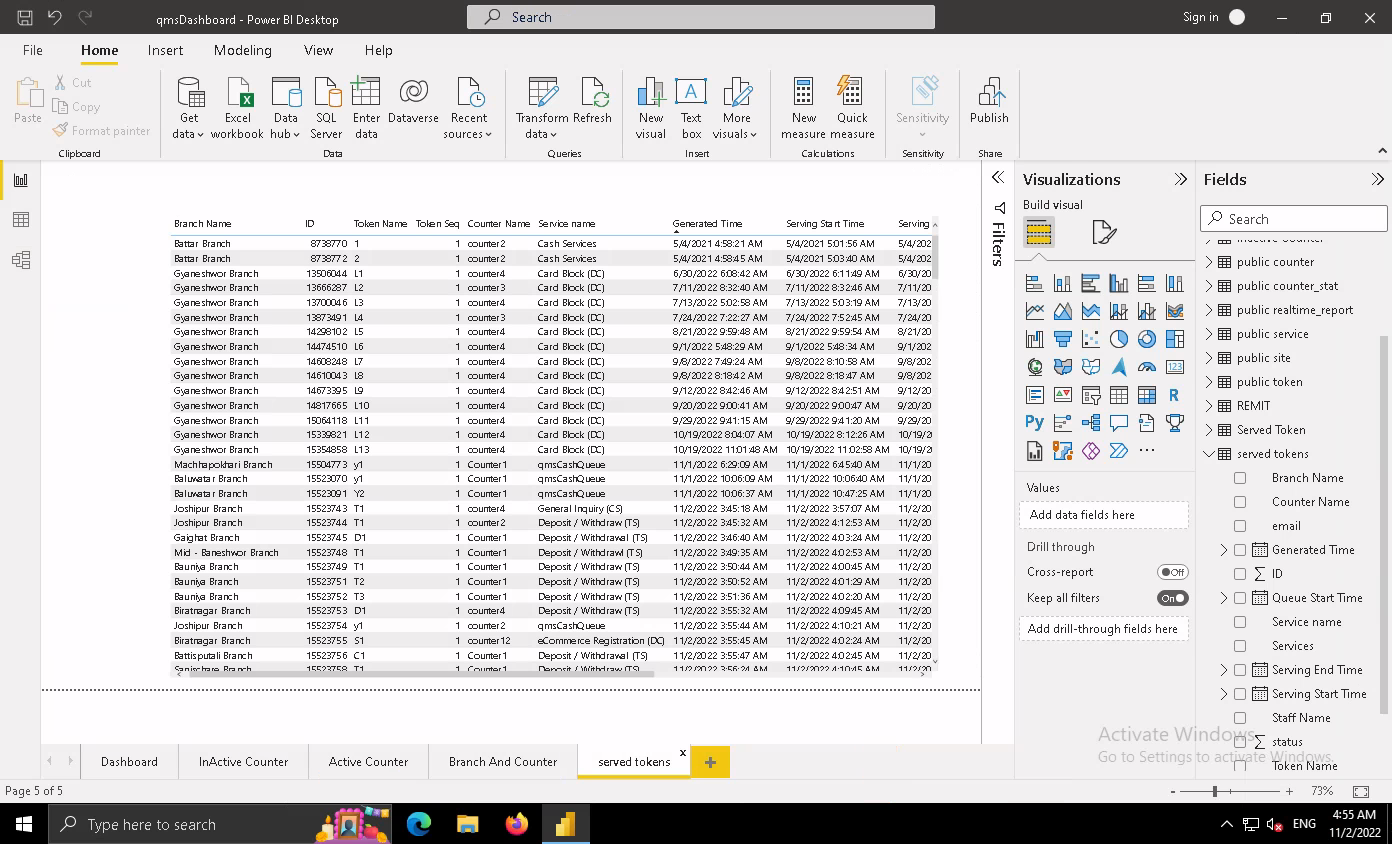 qmsDashboard - Power BI Desktop
Search
Sign in
File Home Insert Modeling View Help
Paste
Cut
Copy
Format painter
Clipboard
Get data
Excel workbook
Data hub
SQL Server
Enter data
Dataverse
Recent sources
Data
Transform data
Refresh
Queries
New visual
Text box
More visuals
Insert
New measure
Quick measure
Calculations
Sensitivity
Sensitivity
Publish
Share
Branch Name ID Token Name Token Seq Counter Name Service name Generated Time Serving Start Time Serving
Battar Branch 8738770 1 1 counter2 Cash Services 5/4/2021 4:58:21 AM 5/4/2021 5:01:56 AM 5/4/202
Battar Branch 8738772 2 1 counter2 Cash Services 5/4/2021 4:58:45 AM 5/4/2021 5:03:40 AM 5/4/202
Gyaneshwor Branch 13506044 L1 1 counter4 Card Block (DC) 6/30/2022 6:08:42 AM 6/30/2022 6:11:49 AM 6/30/20
Gyaneshwor Branch 13666287 L2 1 counter3 Card Block (DC) 7/11/2022 8:32:40 AM 7/11/2022 8:32:46 AM 7/11/20
Gyaneshwor Branch 13700046 L3 1 counter4 Card Block (DC) 7/13/2022 5:02:58 AM 7/13/2022 5:03:19 AM 7/13/20
Gyaneshwor Branch 13873491 L4 1 counter3 Card Block (DC) 7/24/2022 7:22:27 AM 7/24/2022 7:52:45 AM 7/24/20
Gyaneshwor Branch 14298102 L5 1 counter4 Card Block (DC) 8/21/2022 9:59:48 AM 8/21/2022 9:59:54 AM 8/21/20
Gyaneshwor Branch 14474510 L6 1 counter4 Card Block (DC) 9/1/2022 5:48:29 AM 9/1/2022 5:48:34 AM 9/1/202
Gyaneshwor Branch 14608248 L7 1 counter4 Card Block (DC) 9/8/2022 7:49:24 AM 9/8/2022 8:10:58 AM 9/8/202
Gyaneshwor Branch 14610043 L8 1 counter4 Card Block (DC) 9/8/2022 8:18:42 AM 9/8/2022 8:18:47 AM 9/8/202
Gyaneshwor Branch 14673395 L9 1 counter4 Card Block (DC) 9/12/2022 8:42:46 AM 9/12/2022 8:42:51 AM 9/12/20
Gyaneshwor Branch 14817665 L10 1 counter4 Card Block (DC) 9/20/2022 9:00:41 AM 9/20/2022 9:00:47 AM 9/20/20
Gyaneshwor Branch 15064118 L11 1 counter4 Card Block (DC) 9/29/2022 9:41:15 AM 9/29/2022 9:41:20 AM 9/29/20
Gyaneshwor Branch 15339821 L12 1 counter4 Card Block (DC) 10/19/2022 8:04:07 AM 10/19/2022 8:12:26 AM 10/19/2
Gyaneshwor Branch 15354858 L13 1 counter4 Card Block (DC) 10/19/2022 11:01:48 AM 10/19/2022 11:02:58 AM 10/19/2
Machhapokhari Branch 15504773 y1 1 Counter1 qmsCashQueue 11/1/2022 6:29:09 AM 11/1/2022 6:45:40 AM 11/1/20
Baluwatar Branch 15523070 y1 1 Counter1 qmsCashQueue 11/1/2022 10:06:09 AM 11/1/2022 10:06:40 AM 11/1/20
Baluwatar Branch 15523091 Y2 1 Counter1 qmsCashQueue 11/1/2022 10:06:37 AM 11/1/2022 10:47:25 AM 11/1/20
Joshipur Branch 15523743 T1 1 counter4 General Inquiry (CS) 11/2/2022 3:45:18 AM 11/2/2022 3:57:07 AM 11/2/20
Joshipur Branch 15523744 T1 1 counter2 Deposit / Withdraw (TS) 11/2/2022 3:45:32 AM 11/2/2022 4:12:53 AM 11/2/20
Gaighat Branch 15523745 D1 1 Counter1 Deposit / Withdrawal (TS) 11/2/2022 3:46:40 AM 11/2/2022 4:03:24 AM 11/2/20
Mid - Baneshwor Branch 15523748 T1 1 Counter1 Deposit / Withdraw (TS) 11/2/2022 3:49:35 AM 11/2/2022 4:02:53 AM 11/2/20
Bauniya Branch 15523749 T1 1 Counter1 Deposit / Withdraw (TS) 11/2/2022 3:50:44 AM 11/2/2022 4:00:45 AM 11/2/20
Bauniya Branch 15523751 T2 1 Counter1 Deposit / Withdraw (TS) 11/2/2022 3:50:52 AM 11/2/2022 4:01:29 AM 11/2/20
Bauniya Branch 15523752 T3 1 Counter1 Deposit / Withdraw (TS) 11/2/2022 3:51:36 AM 11/2/2022 4:02:20 AM 11/2/20
Biratnagar Branch 15523753 D1 1 counter4 Deposit / Withdraw (TS) 11/2/2022 3:55:32 AM 11/2/2022 4:09:45 AM 11/2/20
Joshipur Branch 15523754 y1 1 counter2 qmsCashQueue 11/2/2022 3:55:44 AM 11/2/2022 4:10:21 AM 11/2/20
Biratnagar Branch 15523755 S1 1 counter12 eCommerce Registration (DC) 11/2/2022 3:55:45 AM 11/2/2022 4:02:24 AM 11/2/20
Battisputali Branch 15523756 C1 1 Counter1 Deposit / Withdrawal (TS) 11/2/2022 3:55:47 AM 11/2/2022 4:02:45 AM 11/2/20
Sanischare Branch 15523758 T1 1 Counter1 Deposit / Withdraw (TS) 11/2/2022 3:56:24 AM 11/2/2022 4:10:45 AM 11/2/20
Filters
Visualizations
Build visual
R
Py
123
Values
Add data fields here
Drill through
Cross-report Off
Keep all filters On
Add drill-through fields here
Fields
Search
inactive counter
public counter
public counter_stat
public realtime_report
public service
public site
public token
REMIT
Served Token
served tokens
Branch Name
Counter Name
email
Generated Time
ID
Queue Start Time
Service name
Services
Serving End Time
Serving Start Time
Staff Name
status
Token Name
Activate Windows
Go to Settings to activate Windows.
Dashboard InActive Counter Active Counter Branch And Counter served tokens x +
Page 5 of 5
- + 73%
Type here to search
ENG
4:55 AM
11/2/2022